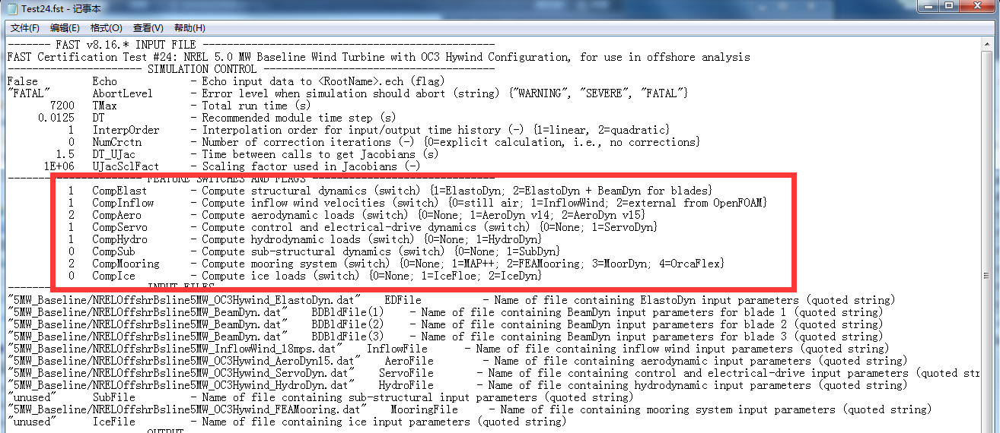 Test24.fst - 记事本
文件(F) 编辑(E) 格式(O) 查看(V) 帮助(H)
------- FAST v8.16.* INPUT FILE ------------------------------------------------
FAST Certification Test #24: NREL 5.0 MW Baseline Wind Turbine with OC3 Hywind Configuration, for use in offshore analysis
---------------------- SIMULATION CONTROL --------------------------------------
False Echo - Echo input data to <RootName>.ech (flag)
"FATAL" AbortLevel - Error level when simulation should abort (string) {"WARNING", "SEVERE", "FATAL"}
7200 TMax - Total run time (s)
0.0125 DT - Recommended module time step (s)
1 InterpOrder - Interpolation order for input/output time history (-) {1=linear, 2=quadratic}
0 NumCrctn - Number of correction iterations (-) {0=explicit calculation, i.e., no corrections}
1.5 DT_UJac - Time between calls to get Jacobians (s)
1E+06 UJacSclFact - Scaling factor used in Jacobians (-)
---------------------- FEATURE SWITCHES AND FLAGS ------------------------------
1 CompElast - Compute structural dynamics (switch) {1=ElastoDyn; 2=ElastoDyn + BeamDyn for blades}
1 CompInflow - Compute inflow wind velocities (switch) {0=still air; 1=InflowWind; 2=external from OpenFOAM}
2 CompAero - Compute aerodynamic loads (switch) {0=None; 1=AeroDyn v14; 2=AeroDyn v15}
1 CompServo - Compute control and electrical-drive dynamics (switch) {0=None; 1=ServoDyn}
1 CompHydro - Compute hydrodynamic loads (switch) {0=None; 1=HydroDyn}
0 CompSub - Compute sub-structural dynamics (switch) {0=None; 1=SubDyn}
2 CompMooring - Compute mooring system (switch) {0=None; 1=MAP++; 2=FEAMooring; 3=MoorDyn; 4=OrcaFlex}
0 CompIce - Compute ice loads (switch) {0=None; 1=IceFloe; 2=IceDyn}
---------------------- INPUT FILES ---------------------------------------------
"5MW_Baseline/NRELOffshrBsline5MW_OC3Hywind_ElastoDyn.dat" EDFile - Name of file containing ElastoDyn input parameters (quoted string)
"5MW_Baseline/NRELOffshrBsline5MW_BeamDyn.dat" BDBldFile(1) - Name of file containing BeamDyn input parameters for blade 1 (quoted string)
"5MW_Baseline/NRELOffshrBsline5MW_BeamDyn.dat" BDBldFile(2) - Name of file containing BeamDyn input parameters for blade 2 (quoted string)
"5MW_Baseline/NRELOffshrBsline5MW_BeamDyn.dat" BDBldFile(3) - Name of file containing BeamDyn input parameters for blade 3 (quoted string)
"5MW_Baseline/NRELOffshrBsline5MW_InflowWind_18mps.dat" InflowFile - Name of file containing inflow wind input parameters (quoted string)
"5MW_Baseline/NRELOffshrBsline5MW_OC3Hywind_AeroDyn15.dat" AeroFile - Name of file containing aerodynamic input parameters (quoted string)
"5MW_Baseline/NRELOffshrBsline5MW_OC3Hywind_ServoDyn.dat" ServoFile - Name of file containing control and electrical-drive input parameters (quoted str
"5MW_Baseline/NRELOffshrBsline5MW_OC3Hywind_HydroDyn.dat" HydroFile - Name of file containing hydrodynamic input parameters (quoted string)
"unused" SubFile - Name of file containing sub-structural input parameters (quoted string)
"5MW_Baseline/NRELOffshrBsline5MW_OC3Hywind_FEAMooring.dat" MooringFile - Name of file containing mooring system input parameters (quoted string)
"unused" IceFile - Name of file containing ice input parameters (quoted string)
---------------------- OUTPUT --------------------------------------------------